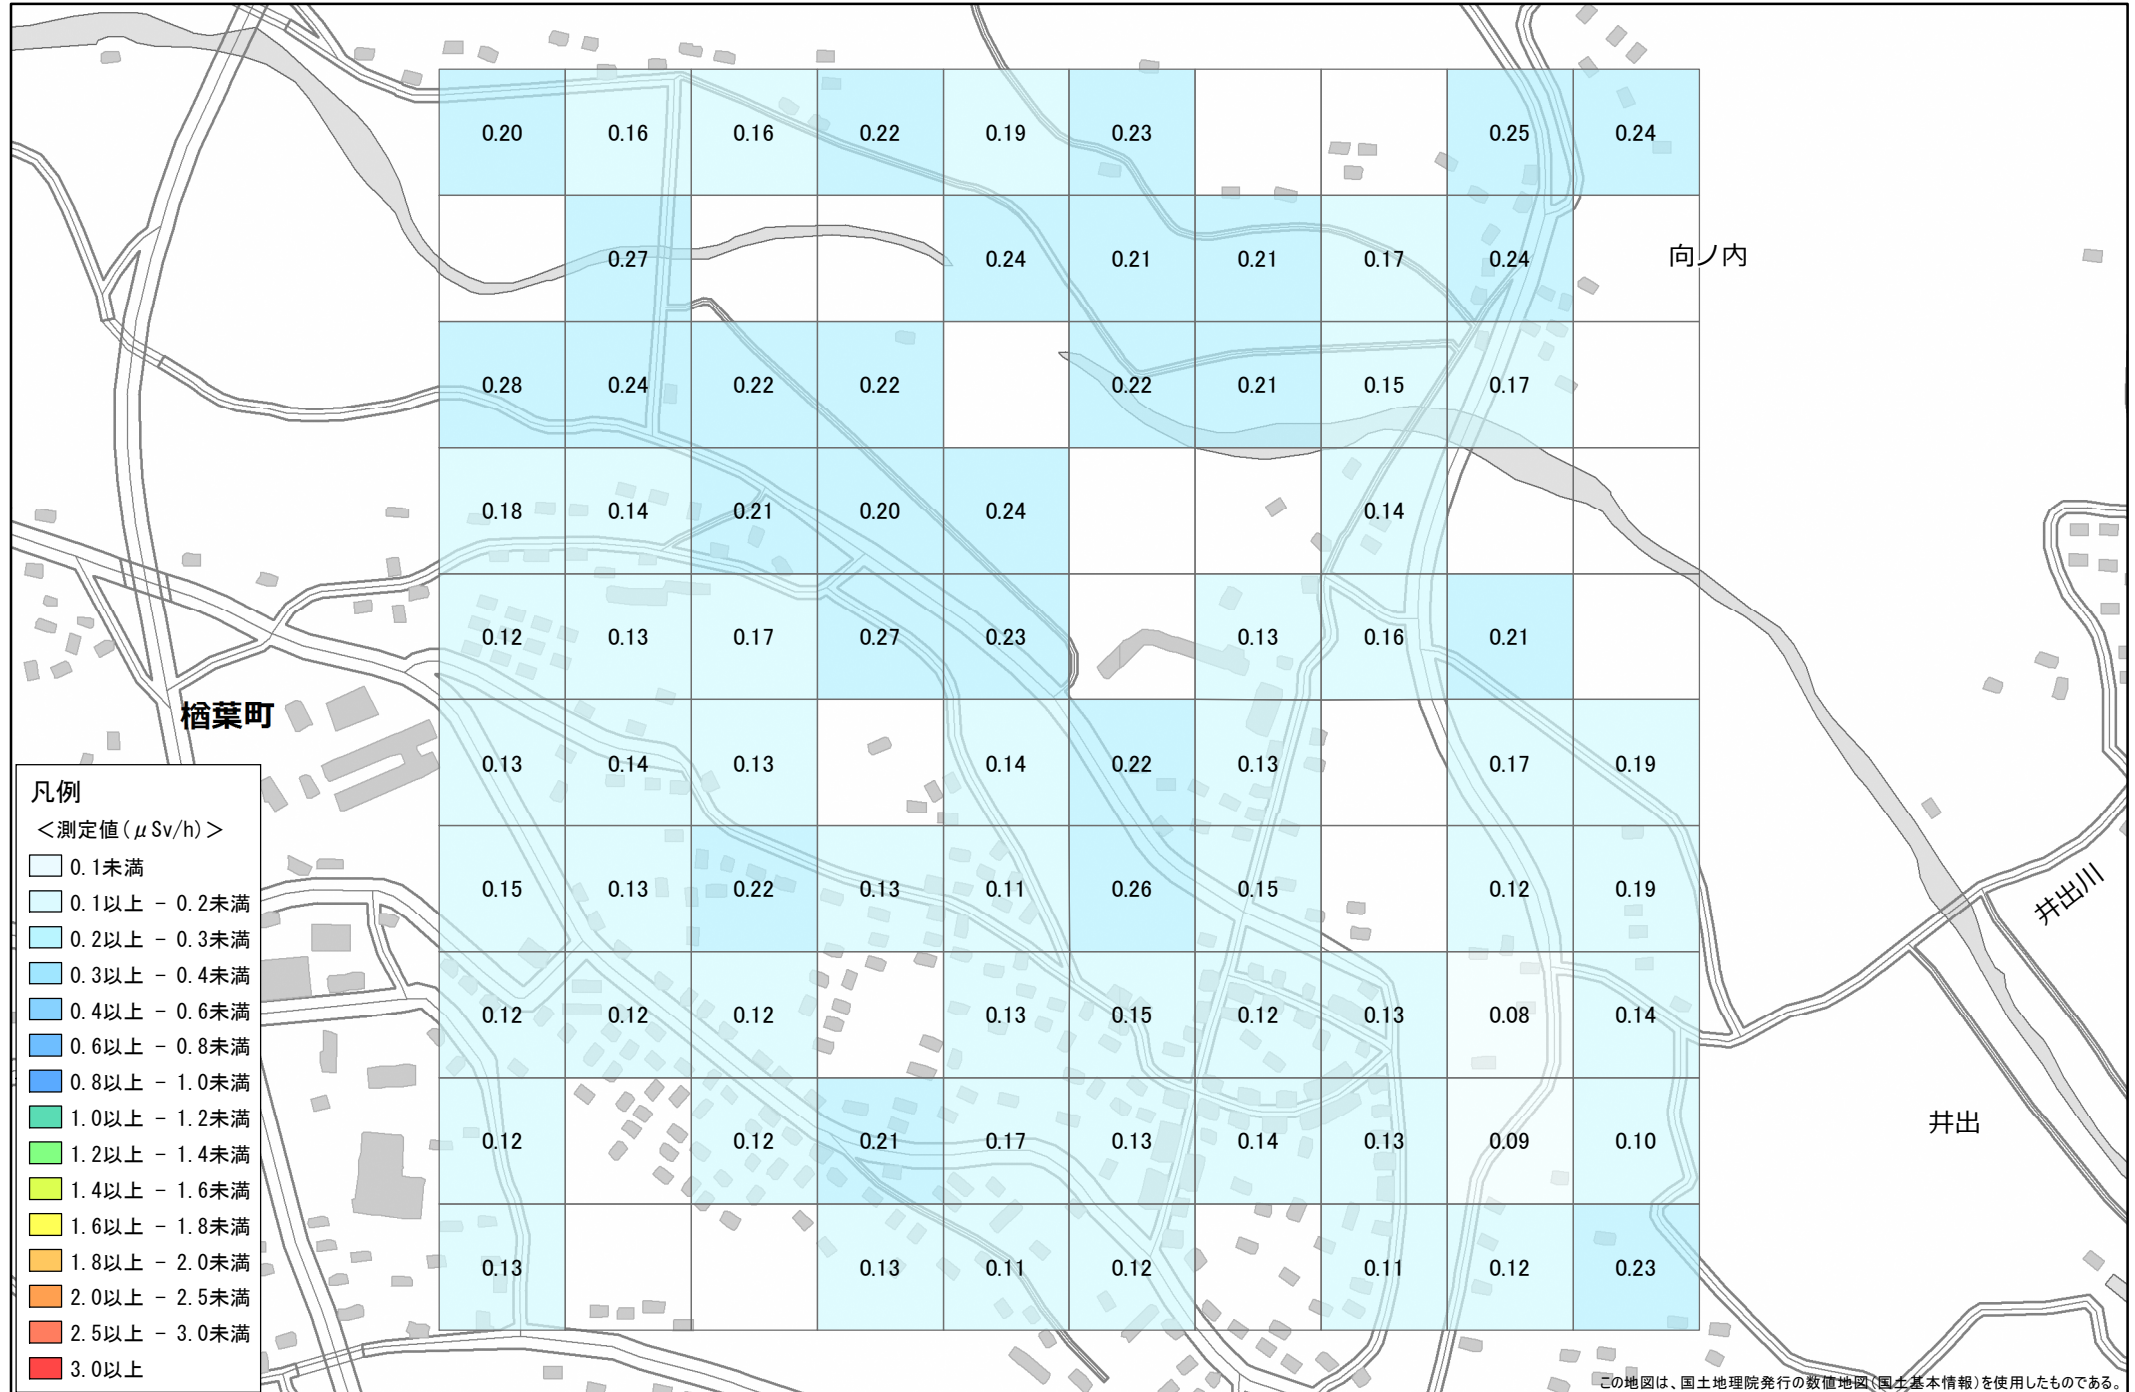 0.20 0.16 0.16 0.22 0.19 0.23 0.25 0.24
0.27 0.24 0.21 0.21 0.17 0.24
向ノ内
0.28 0.24 0.22 0.22 0.22 0.21 0.15 0.17
0.18 0.14 0.21 0.20 0.24 0.14
0.12 0.13 0.17 0.27 0.23 0.13 0.16 0.21
楢葉町
0.13 0.14 0.13 0.14 0.22 0.13 0.17 0.19
0.15 0.13 0.22 0.13 0.11 0.26 0.15 0.12 0.19
井出川
0.12 0.12 0.12 0.13 0.15 0.12 0.13 0.08 0.14
0.12 0.12 0.21 0.17 0.13 0.14 0.13 0.09 0.10
井出
0.13 0.13 0.11 0.12 0.11 0.12 0.23
凡例
＜測定値(μSv/h)＞
0.1未満
0.1以上 - 0.2未満
0.2以上 - 0.3未満
0.3以上 - 0.4未満
0.4以上 - 0.6未満
0.6以上 - 0.8未満
0.8以上 - 1.0未満
1.0以上 - 1.2未満
1.2以上 - 1.4未満
1.4以上 - 1.6未満
1.6以上 - 1.8未満
1.8以上 - 2.0未満
2.0以上 - 2.5未満
2.5以上 - 3.0未満
3.0以上
この地図は、国土地理院発行の数値地図(国土基本情報)を使用したものである。